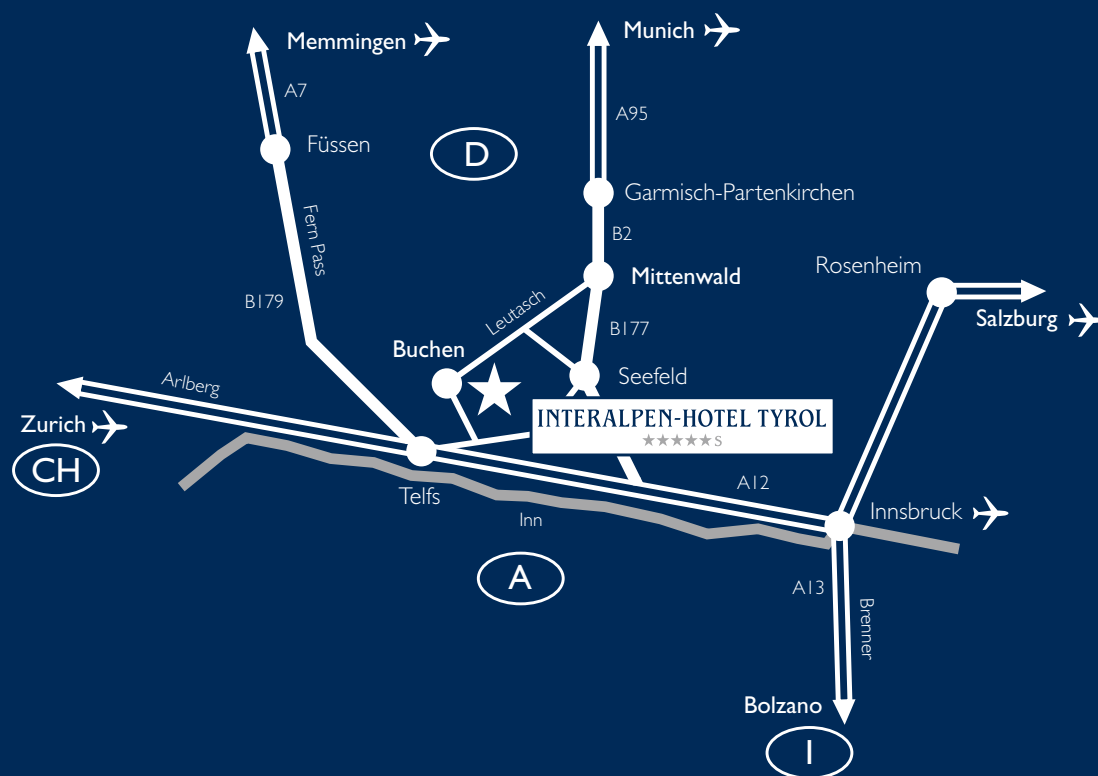 Memmingen
Munich
A7
A95
Füssen
D
Garmisch-Partenkirchen
Fern Pass
B2
Rosenheim
Mittenwald
B179
Leutasch
Salzburg
B177
Buchen
Seefeld
Arlberg
Zurich
INTERALPEN-HOTEL TYROL
★★★★★S
CH
Telfs
A12
Innsbruck
Inn
A
A13
Brenner
Bolzano
I